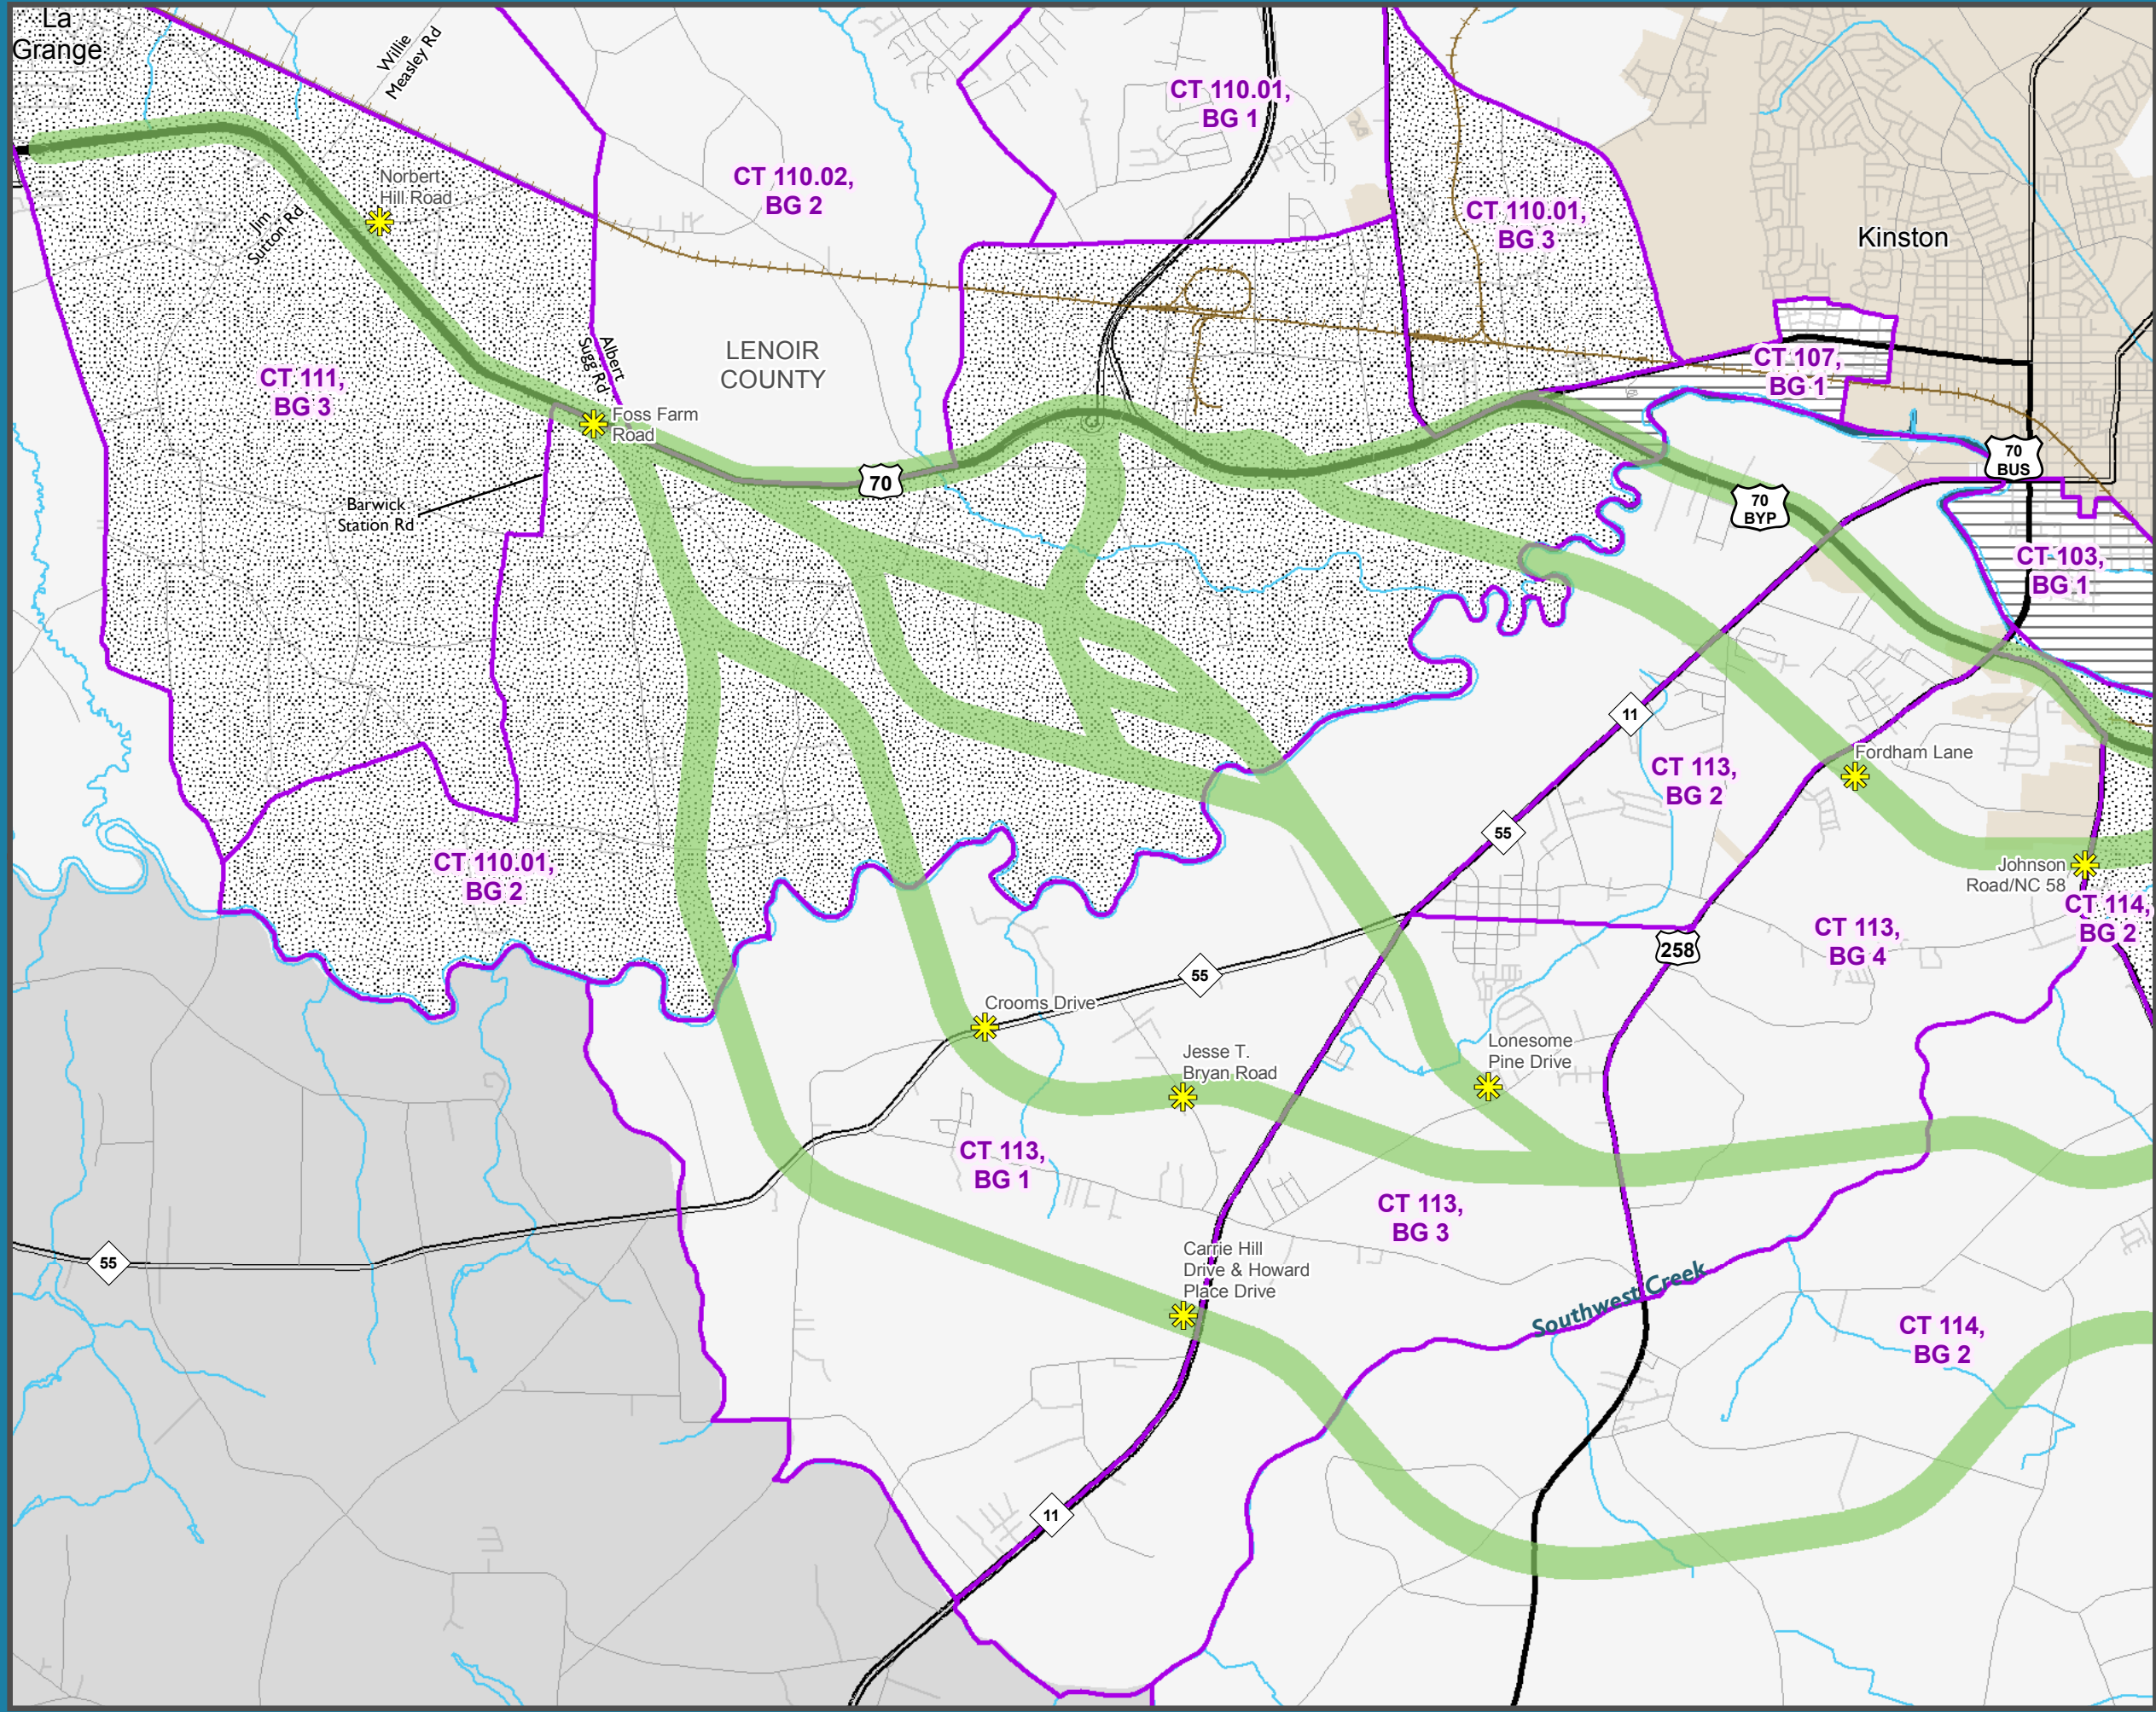 La
Grange
Willie
Measley Rd
CT 110.01,
BG 1
CT 110.02,
BG 2
Norbert
Hill Road
Jim
Sutton Rd
CT 110.01,
BG 3
Kinston
LENOIR
COUNTY
Albert
Sugg Rd
CT 107,
BG 1
CT 111,
BG 3
Foss Farm
Road
70
70
BUS
70
BYP
Barwick
Station Rd
CT 103,
BG 1
11
Fordham Lane
CT 113,
BG 2
55
Johnson
Road/NC 58
CT 110.01,
BG 2
CT 114,
BG 2
CT 113,
BG 4
258
55
Crooms Drive
Jesse T.
Bryan Road
Lonesome
Pine Drive
CT 113,
BG 1
CT 113,
BG 3
55
Carrie Hill
Drive & Howard
Place Drive
Southwest Creek
CT 114,
BG 2
11